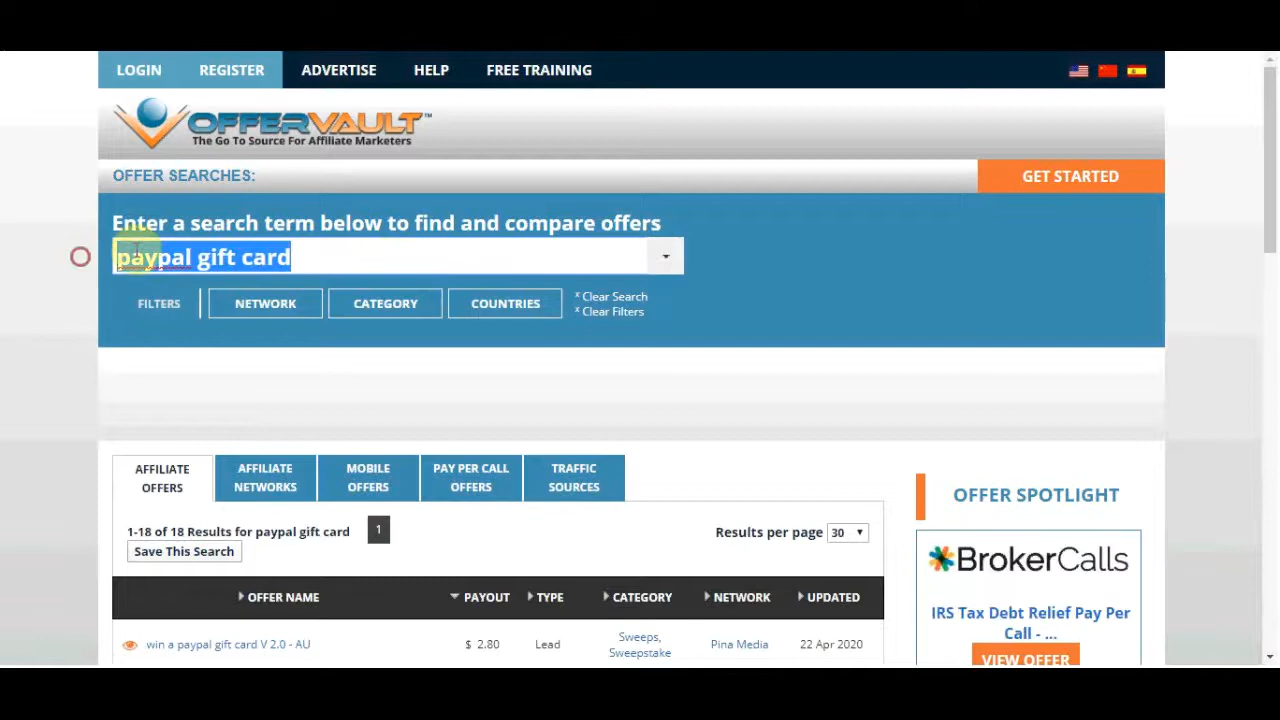 LOGIN REGISTER ADVERTISE HELP FREE TRAINING
OFFERVAULT™
The Go To Source For Affiliate Marketers
OFFER SEARCHES:
GET STARTED
Enter a search term below to find and compare offers
paypal gift card
FILTERS NETWORK CATEGORY COUNTRIES
x Clear Search
x Clear Filters
AFFILIATE OFFERS
AFFILIATE NETWORKS
MOBILE OFFERS
PAY PER CALL OFFERS
TRAFFIC SOURCES
1-18 of 18 Results for paypal gift card 1
Results per page 30
Save This Search
OFFER NAME PAYOUT TYPE CATEGORY NETWORK UPDATED
win a paypal gift card V 2.0 - AU $ 2.80 Lead Sweeps, Sweepstake Pina Media 22 Apr 2020
OFFER SPOTLIGHT
BrokerCalls
IRS Tax Debt Relief Pay Per
Call - ...
VIEW OFFER